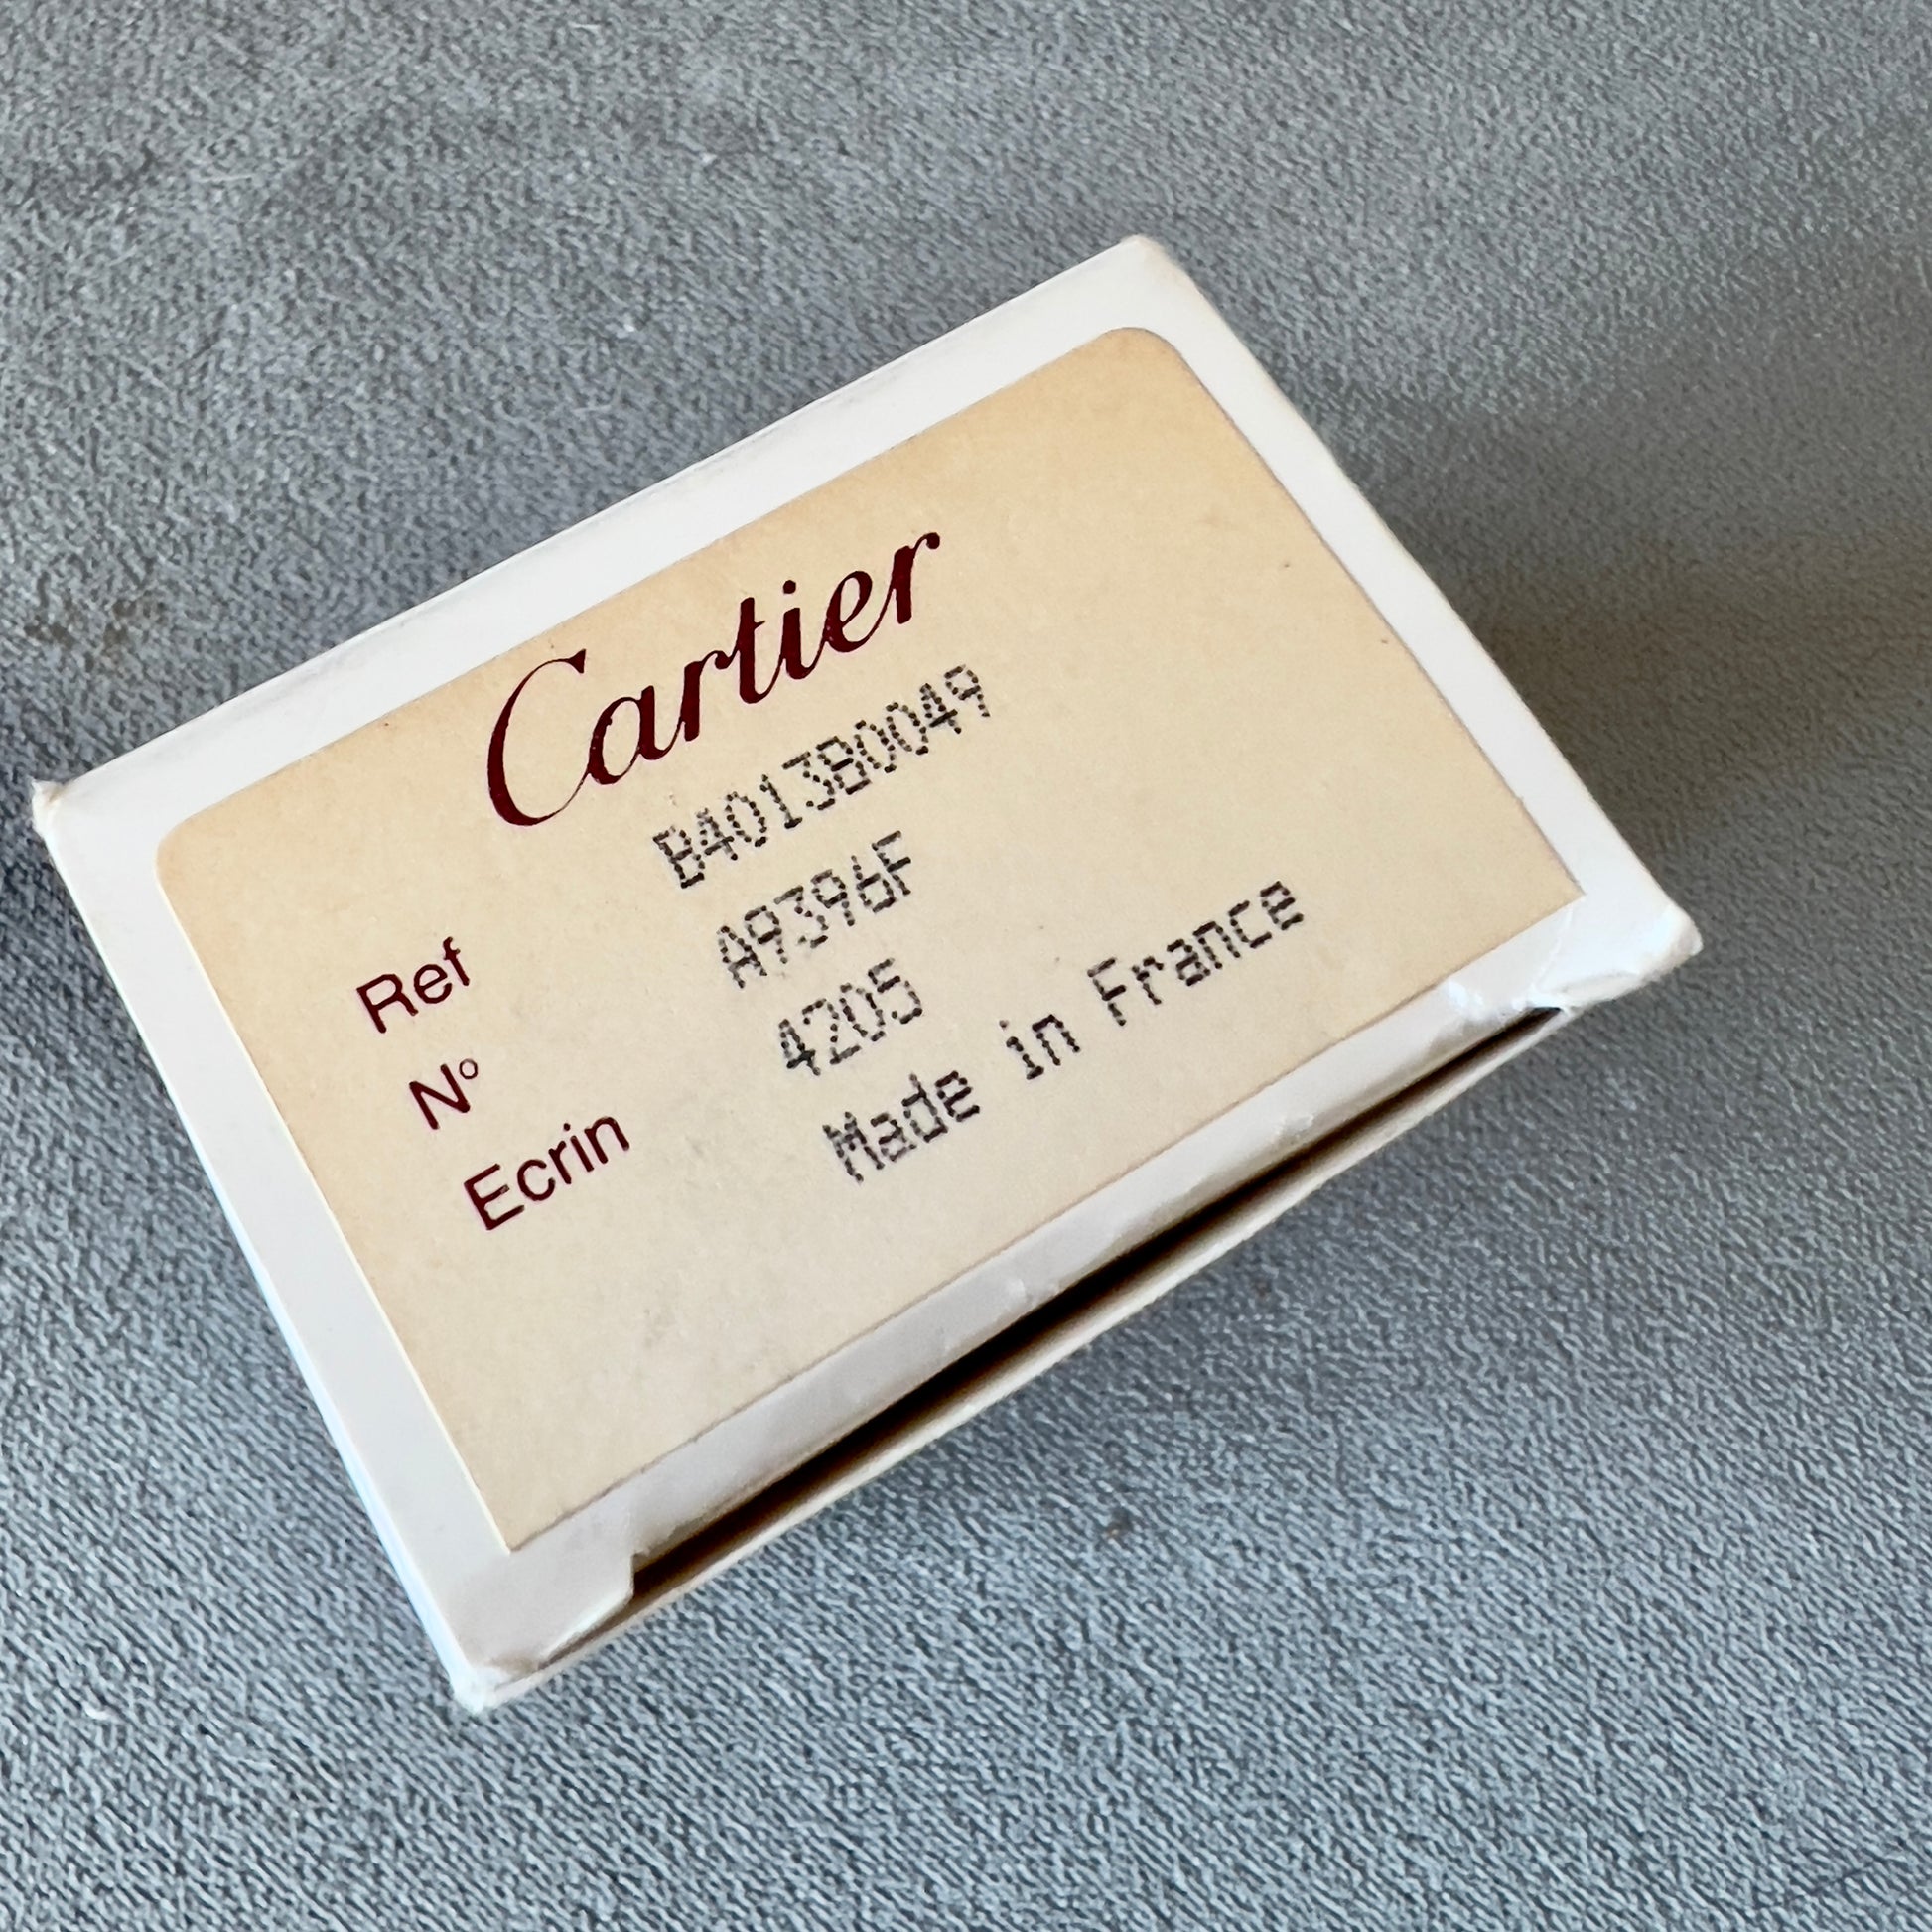 Cartier
Ref B4013B0049
N° A9396F
Ecrin 4205
Made in France